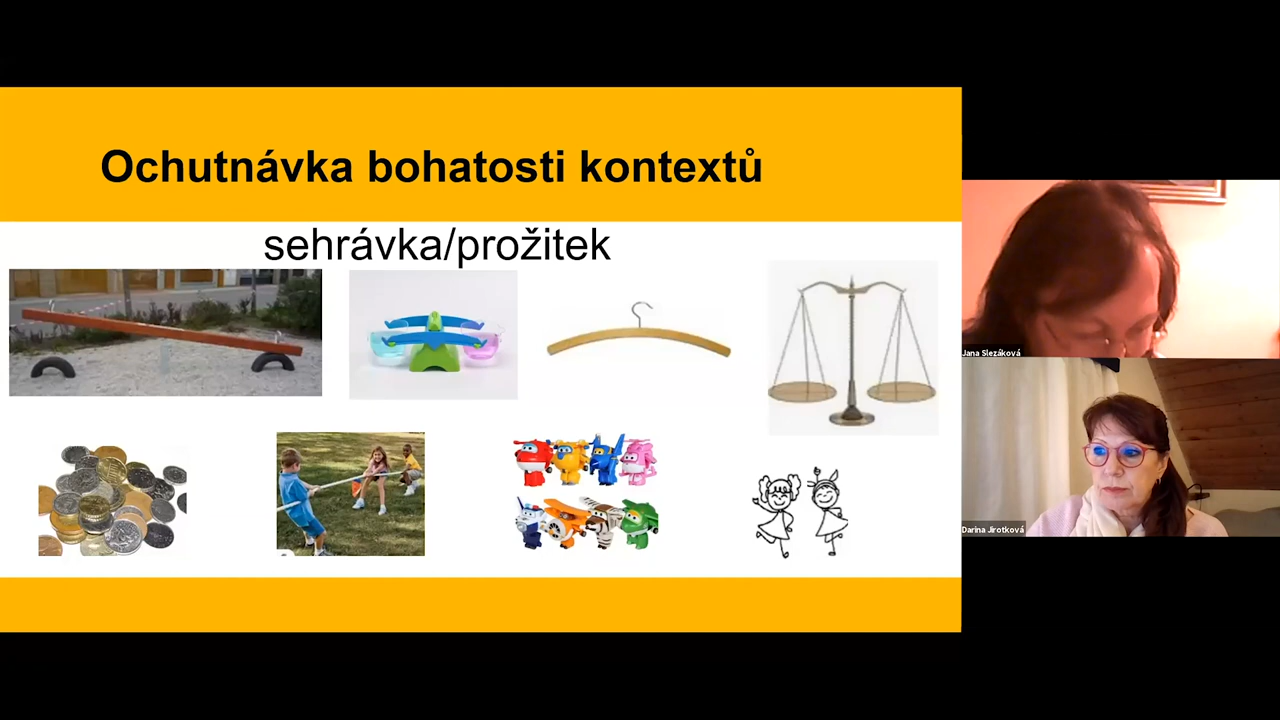 Ochutnávka bohatosti kontextů
sehrávka/prožitek
Jana Slezáková
Darina Jirotková